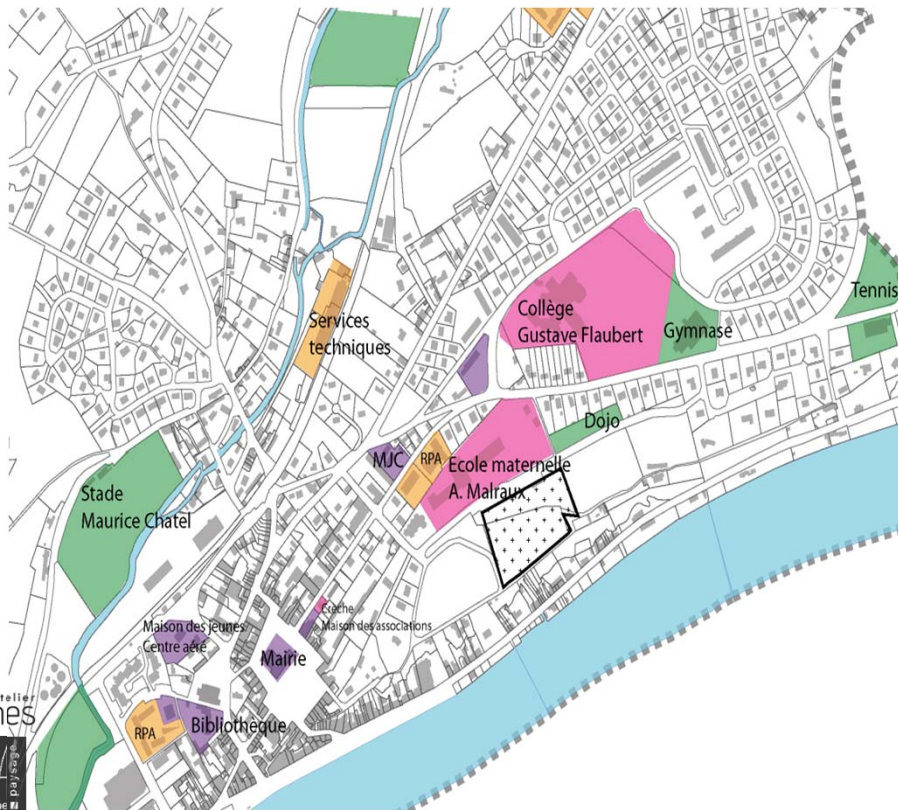 Collège
Gustave Flaubert
Gymnase
Tennis
Services
techniques
Dojo
MJC
RPA
Ecole maternelle
A. Malraux
Stade
Maurice Chatel
Crèche
Maison des associations
Maison des jeunes
Centre aéré
Mairie
Bibliothèque
RPA
telier
nes
paysage